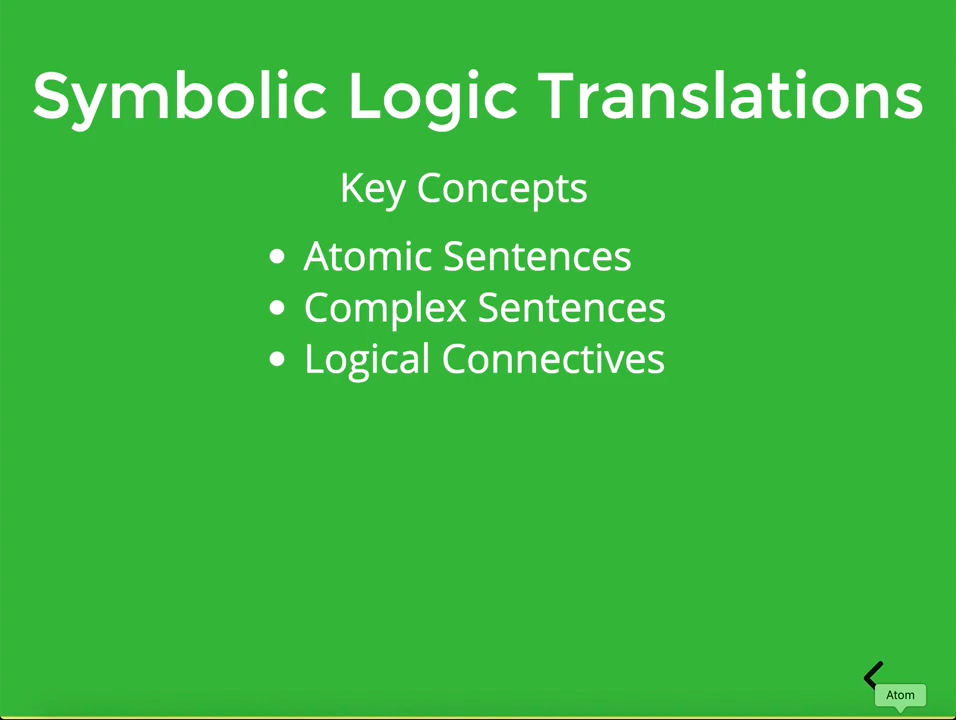 Symbolic Logic Translations
Key Concepts
• Atomic Sentences
• Complex Sentences
• Logical Connectives
Atom